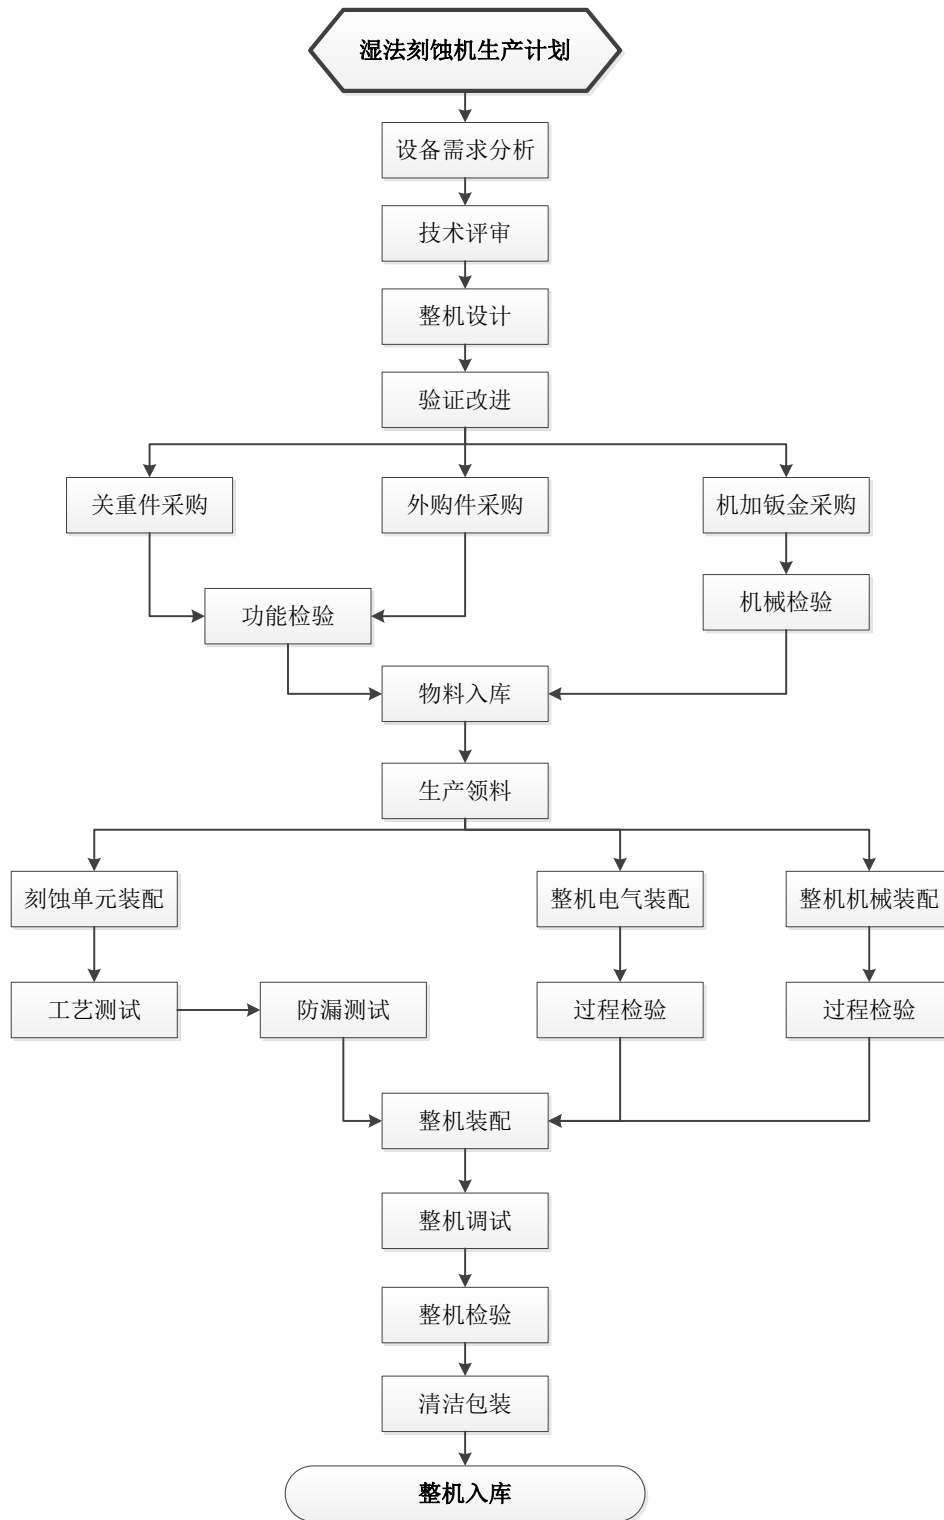 湿法刻蚀机生产计划
设备需求分析
技术评审
整机设计
验证改进
关重件采购
外购件采购
机加钣金采购
功能检验
机械检验
物料入库
生产领料
刻蚀单元装配
整机电气装配
整机机械装配
工艺测试
防漏测试
过程检验
过程检验
整机装配
整机调试
整机检验
清洁包装
整机入库